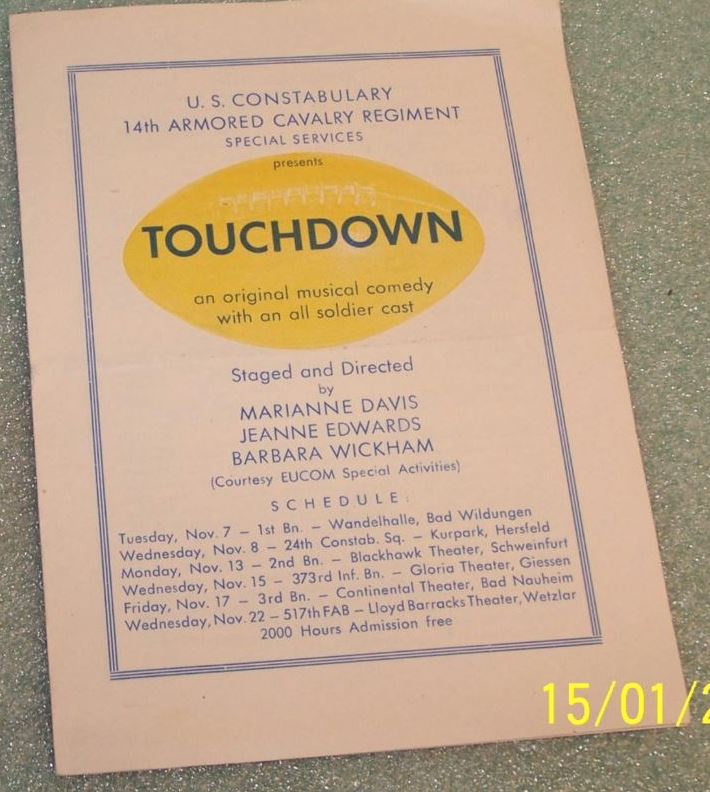 U. S. CONSTABULARY
14th ARMORED CAVALRY REGIMENT
SPECIAL SERVICES
presents
TOUCHDOWN
an original musical comedy
with an all soldier cast
Staged and Directed
by
MARIANNE DAVIS
JEANNE EDWARDS
BARBARA WICKHAM
(Courtesy EUCOM Special Activities)
SCHEDULE:
Tuesday, Nov. 7 – 1st Bn. – Wandelhalle, Bad Wildungen
Wednesday, Nov. 8 – 24th Constab. Sq. – Kurpark, Hersfeld
Monday, Nov. 13 – 2nd Bn. – Blackhawk Theater, Schweinfurt
Wednesday, Nov. 15 – 373rd Inf. Bn. – Gloria Theater, Giessen
Friday, Nov. 17 – 3rd Bn. – Continental Theater, Bad Nauheim
Wednesday, Nov. 22 – 517th FAB – Lloyd Barracks Theater, Wetzlar
2000 Hours Admission free
15/01/2